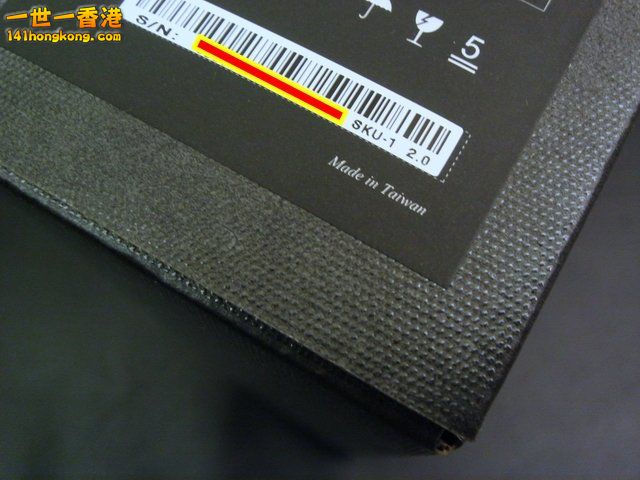 一世一香港
141hongkong.com
5
S/N:
SKU-1 2.0
Made in Taiwan